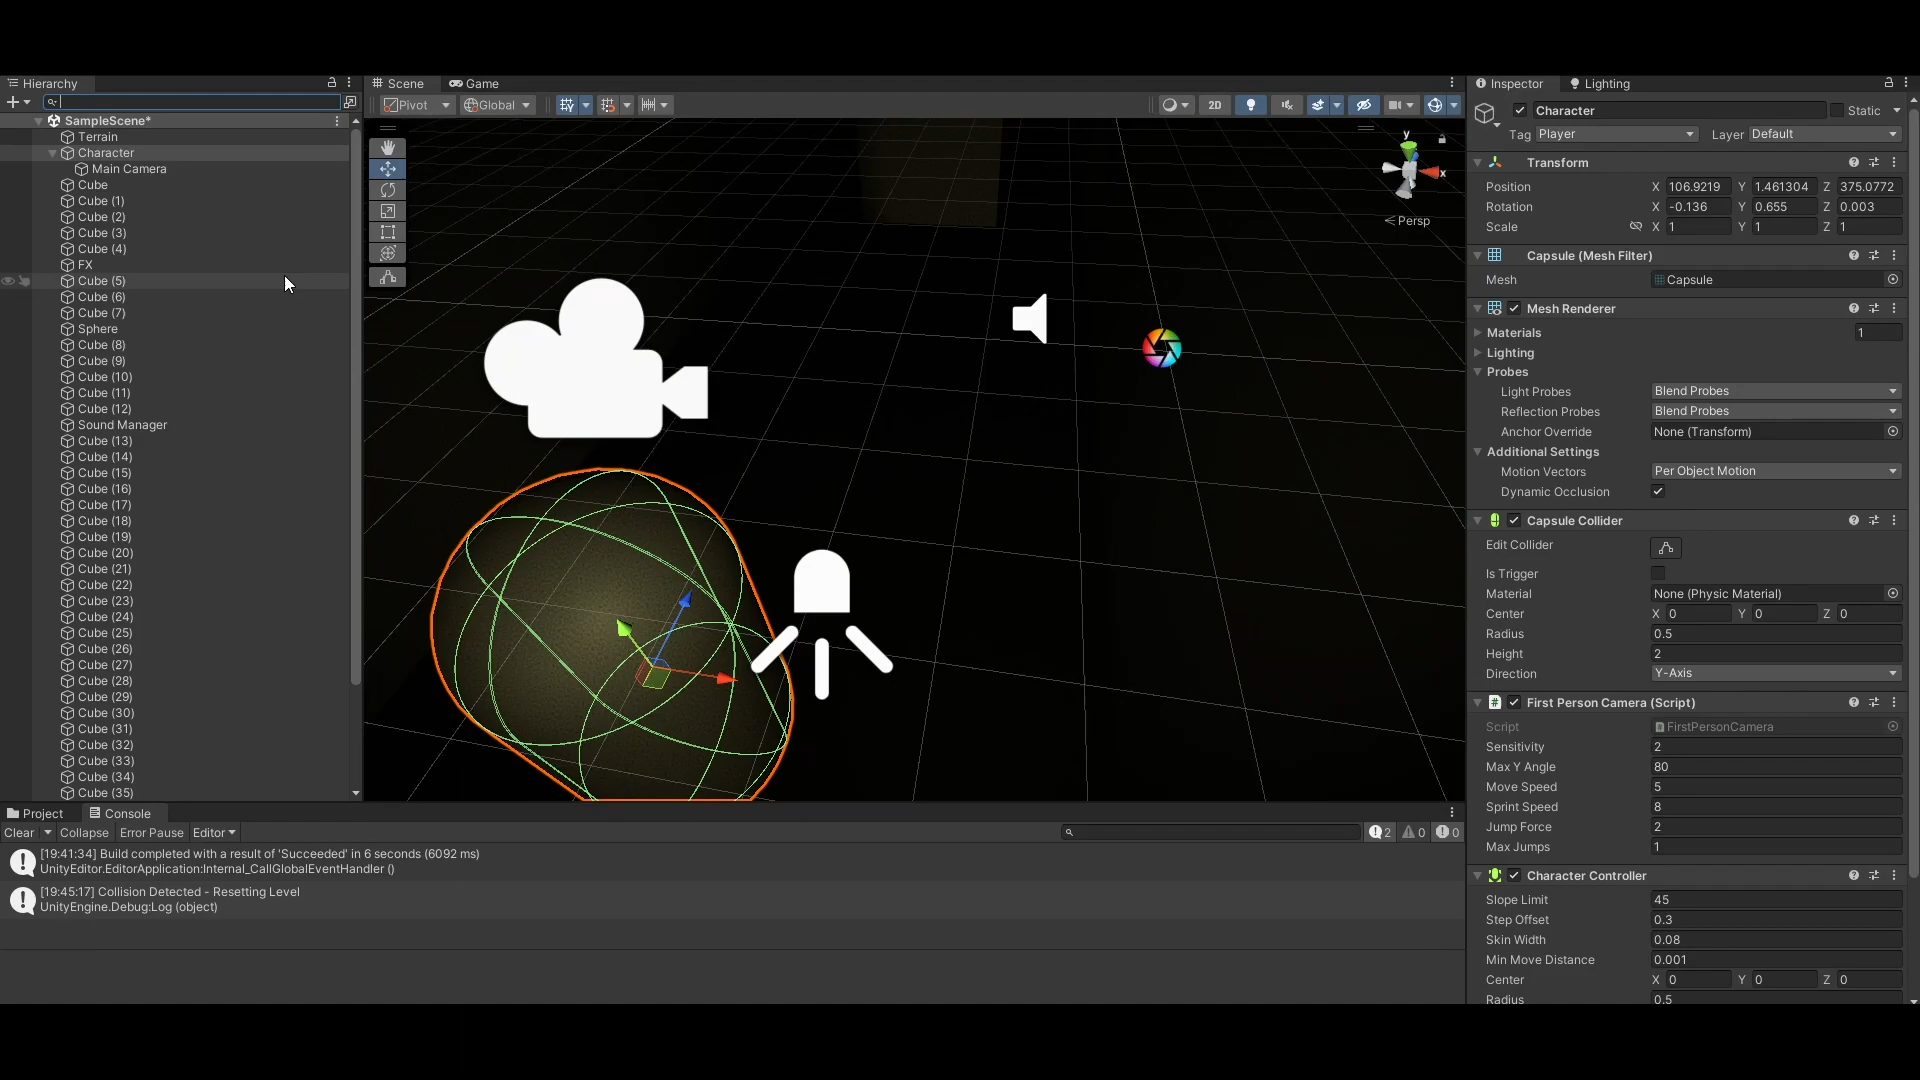 Hierarchy
SampleScene*
Terrain
Character
Main Camera
Cube
Cube (1)
Cube (2)
Cube (3)
Cube (4)
FX
Cube (5)
Cube (6)
Cube (7)
Sphere
Cube (8)
Cube (9)
Cube (10)
Cube (11)
Cube (12)
Sound Manager
Cube (13)
Cube (14)
Cube (15)
Cube (16)
Cube (17)
Cube (18)
Cube (19)
Cube (20)
Cube (21)
Cube (22)
Cube (23)
Cube (24)
Cube (25)
Cube (26)
Cube (27)
Cube (28)
Cube (29)
Cube (30)
Cube (31)
Cube (32)
Cube (33)
Cube (34)
Cube (35)
Scene Game
Pivot Global 2D
y
x
Persp
Inspector Lighting
Character Static
Tag Player Layer Default
Transform
Position X 106.9219 Y 1.461304 Z 375.0772
Rotation X -0.136 Y 0.655 Z 0.003
Scale X 1 Y 1 Z 1
Capsule (Mesh Filter)
Mesh Capsule
Mesh Renderer
Materials 1
Lighting
Probes
Light Probes Blend Probes
Reflection Probes Blend Probes
Anchor Override None (Transform)
Additional Settings
Motion Vectors Per Object Motion
Dynamic Occlusion
Capsule Collider
Edit Collider
Is Trigger
Material None (Physic Material)
Center X 0 Y 0 Z 0
Radius 0.5
Height 2
Direction Y-Axis
First Person Camera (Script)
Script FirstPersonCamera
Sensitivity 2
Max Y Angle 80
Move Speed 5
Sprint Speed 8
Jump Force 2
Max Jumps 1
Character Controller
Slope Limit 45
Step Offset 0.3
Skin Width 0.08
Min Move Distance 0.001
Center X 0 Y 0 Z 0
Radius 0.5
Project Console
Clear Collapse Error Pause Editor 2 0 0
[19:41:34] Build completed with a result of 'Succeeded' in 6 seconds (6092 ms)
UnityEditor.EditorApplication:Internal_CallGlobalEventHandler ()
[19:45:17] Collision Detected - Resetting Level
UnityEngine.Debug:Log (object)